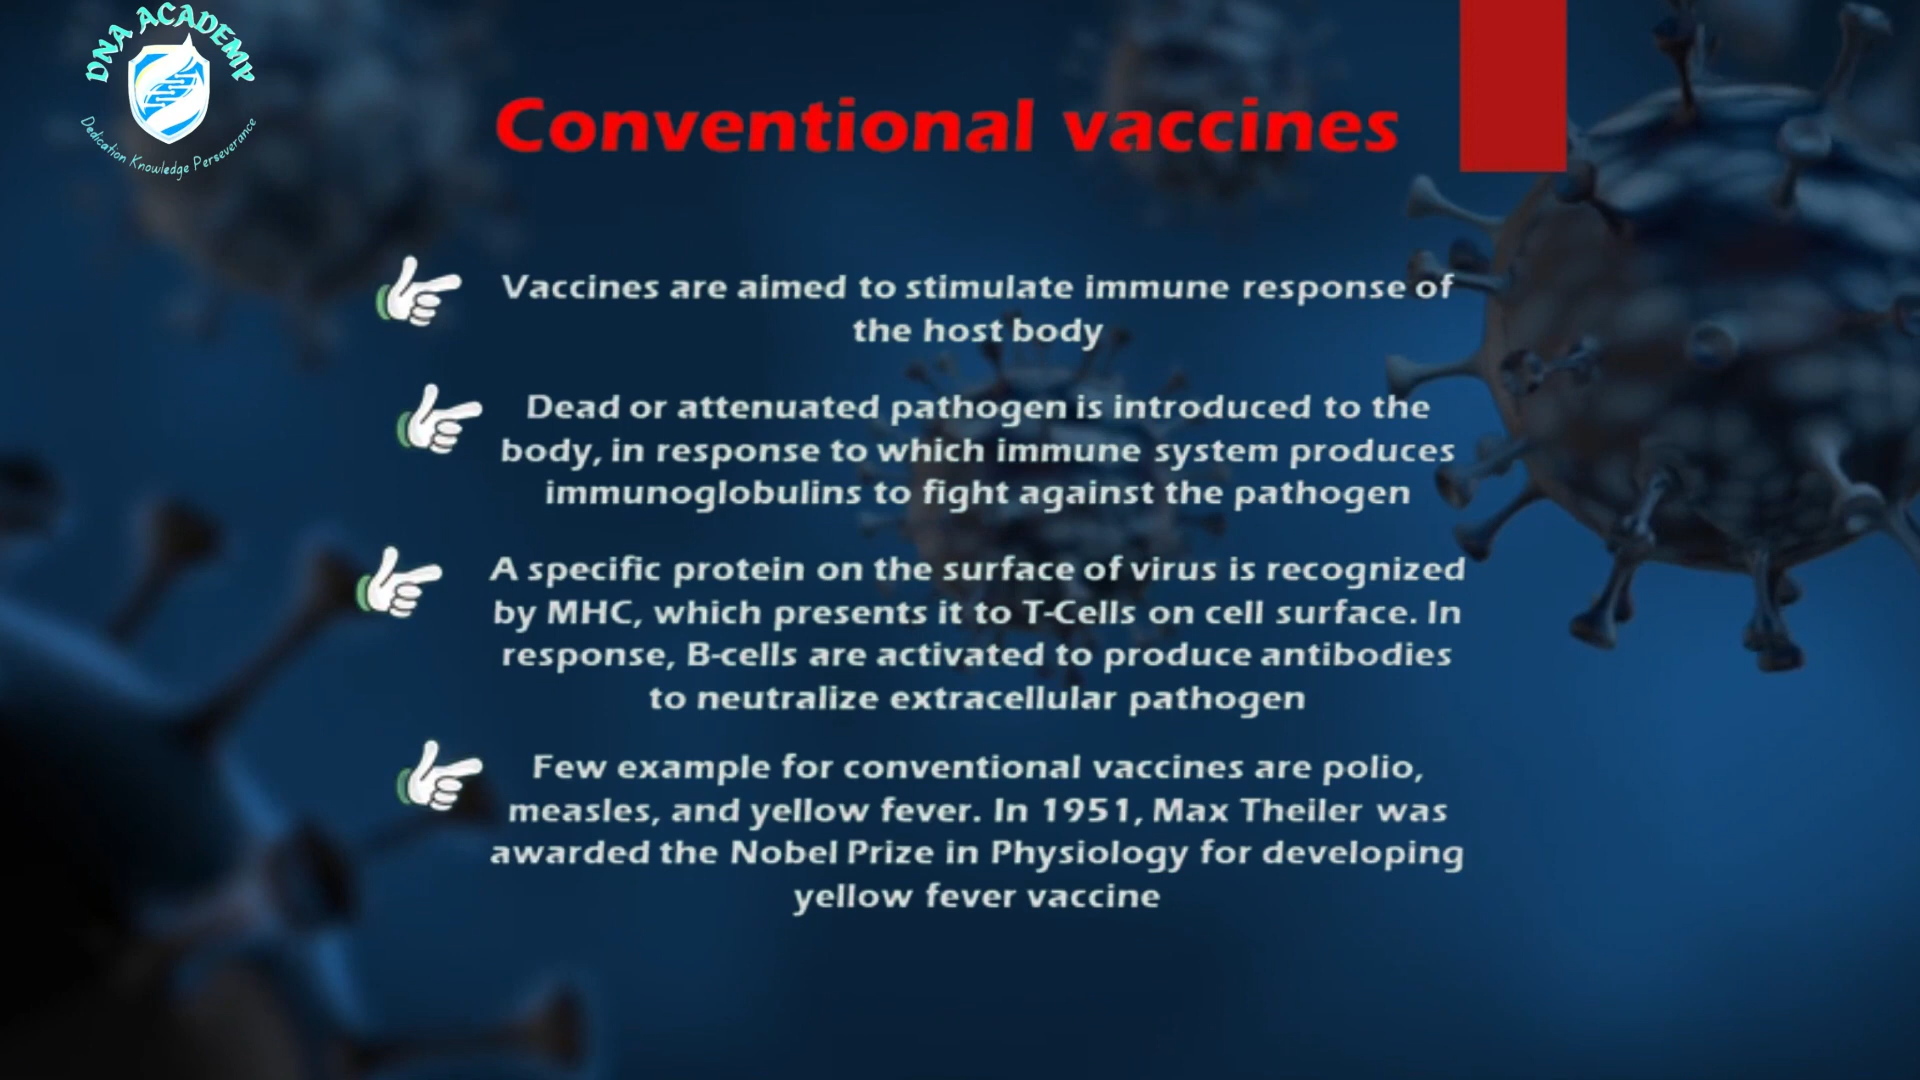 DNA ACADEMY
Dedication Knowledge Perseverance
Conventional vaccines
Vaccines are aimed to stimulate immune response of
the host body
Dead or attenuated pathogen is introduced to the
body, in response to which immune system produces
immunoglobulins to fight against the pathogen
A specific protein on the surface of virus is recognized
by MHC, which presents it to T-Cells on cell surface. In
response, B-cells are activated to produce antibodies
to neutralize extracellular pathogen
Few example for conventional vaccines are polio,
measles, and yellow fever. In 1951, Max Theiler was
awarded the Nobel Prize in Physiology for developing
yellow fever vaccine